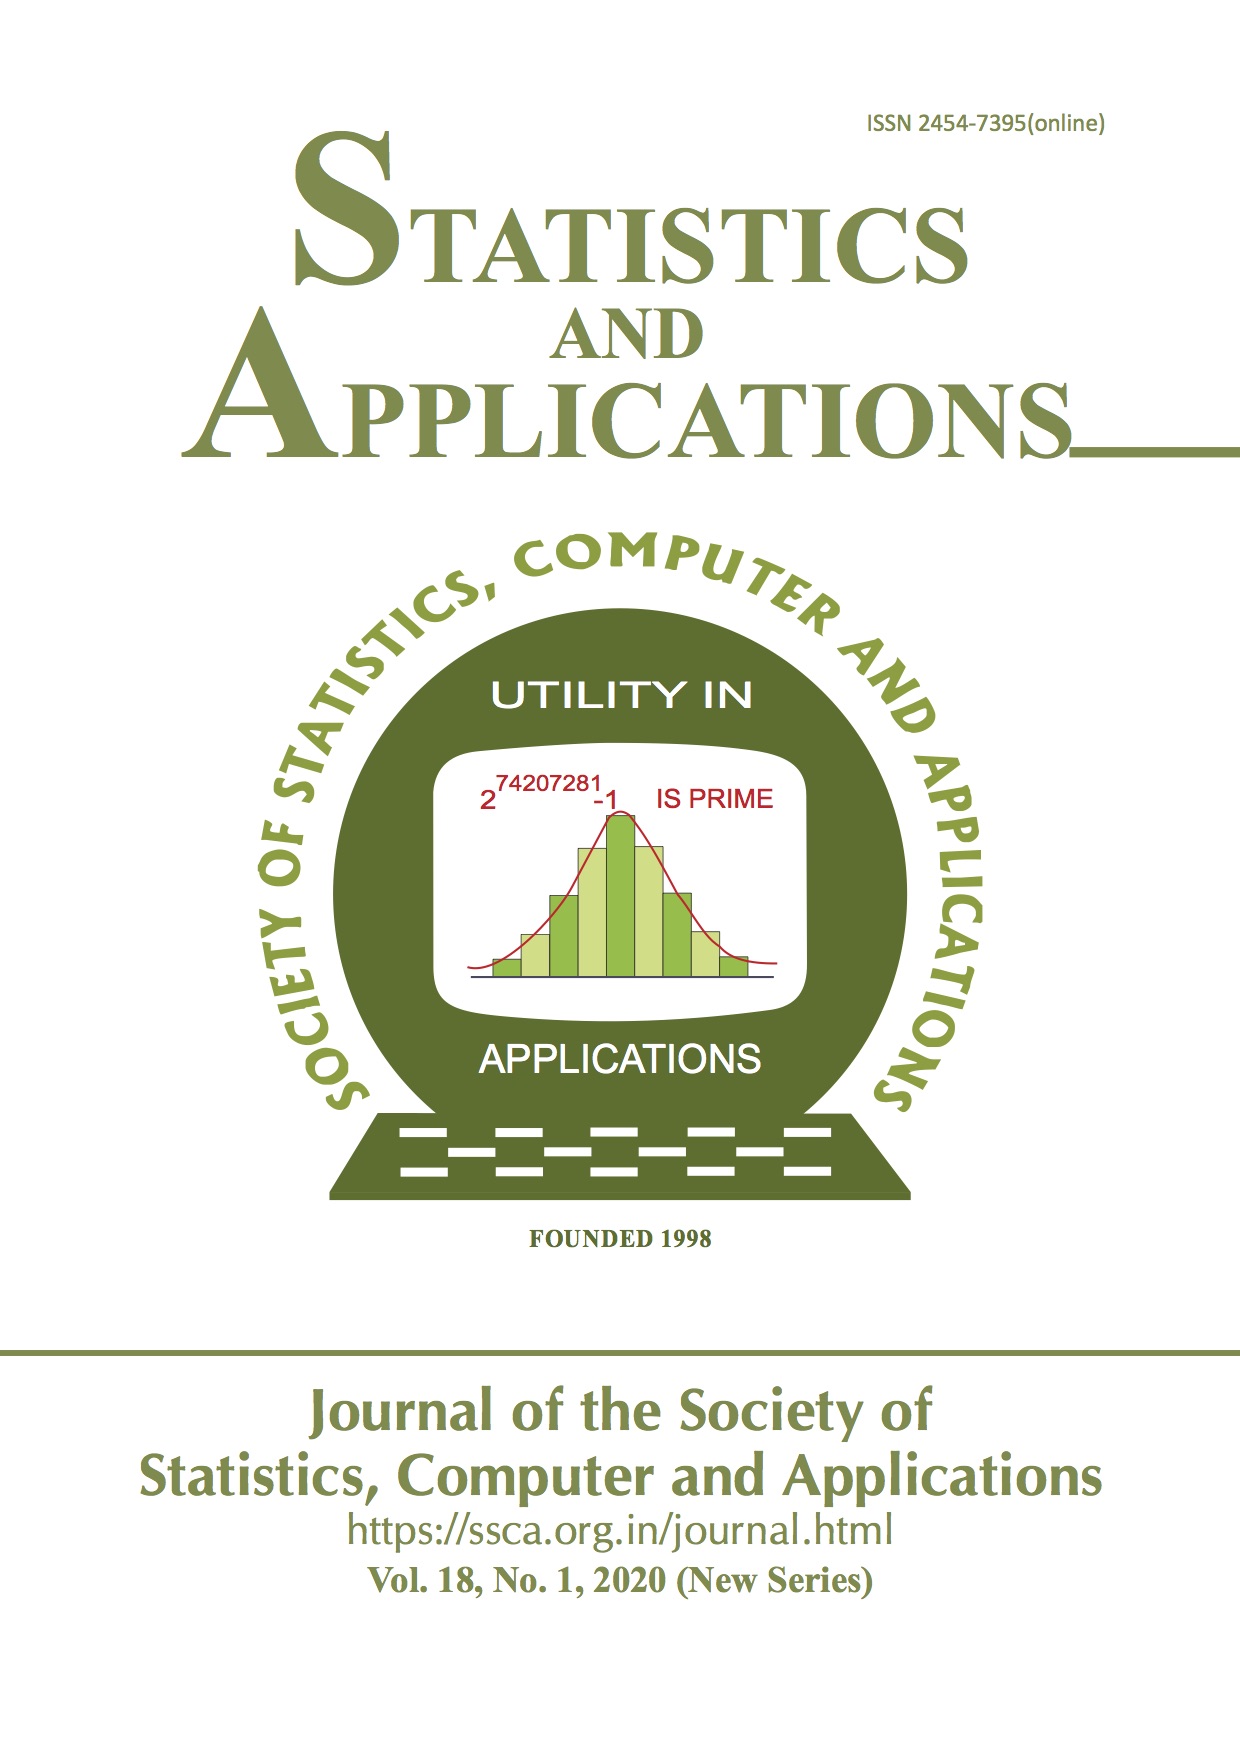 ISSN 2454-7395(online)
STATISTICS
AND
APPLICATIONS
SOCIETY OF STATISTICS, COMPUTER AND APPLICATIONS
UTILITY IN
2^74207281-1 IS PRIME
APPLICATIONS
FOUNDED 1998
Journal of the Society of
Statistics, Computer and Applications
https://ssca.org.in/journal.html
Vol. 18, No. 1, 2020 (New Series)